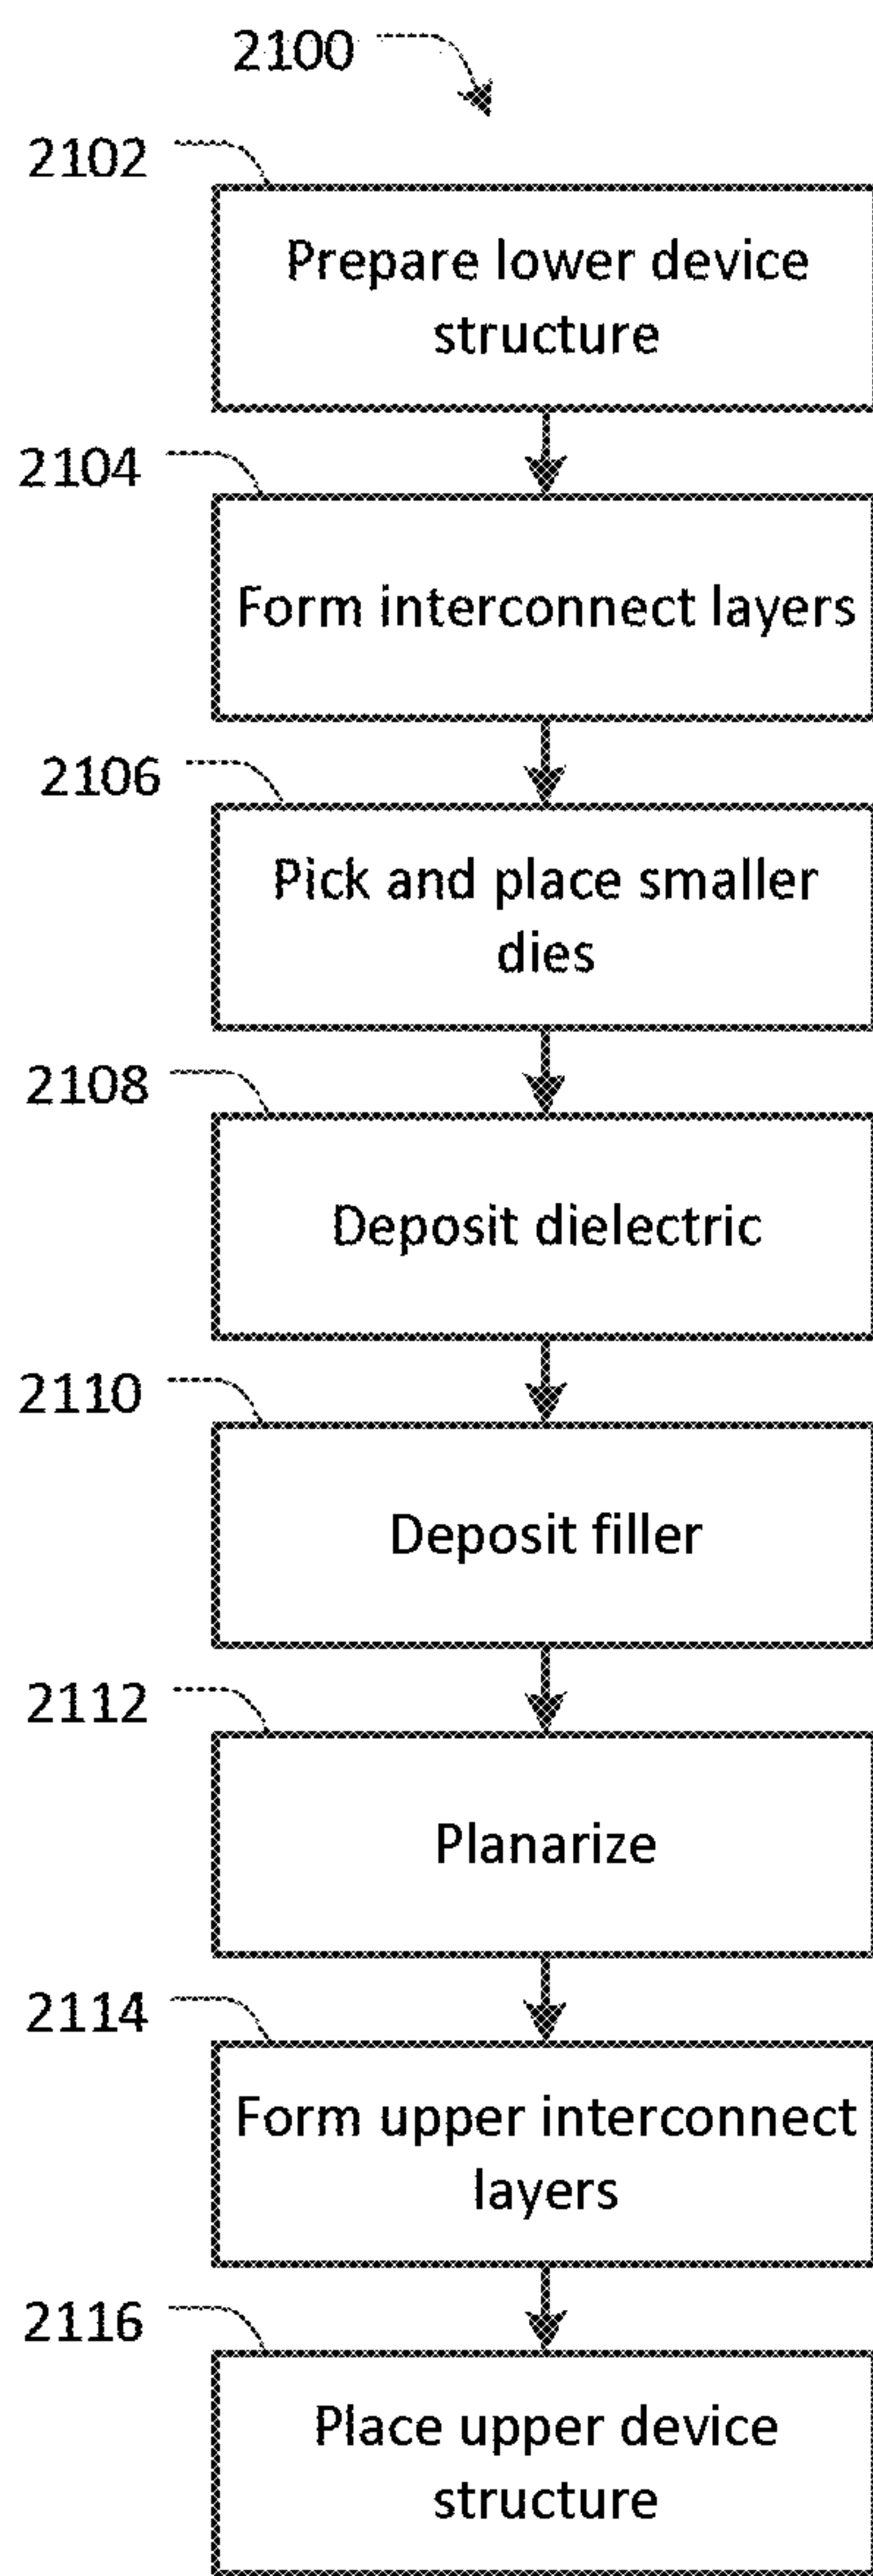 2100
2102
Prepare lower device
structure
2104
Form interconnect layers
2106
Pick and place smaller
dies
2108
Deposit dielectric
2110
Deposit filler
2112
Planarize
2114
Form upper interconnect
layers
2116
Place upper device
structure